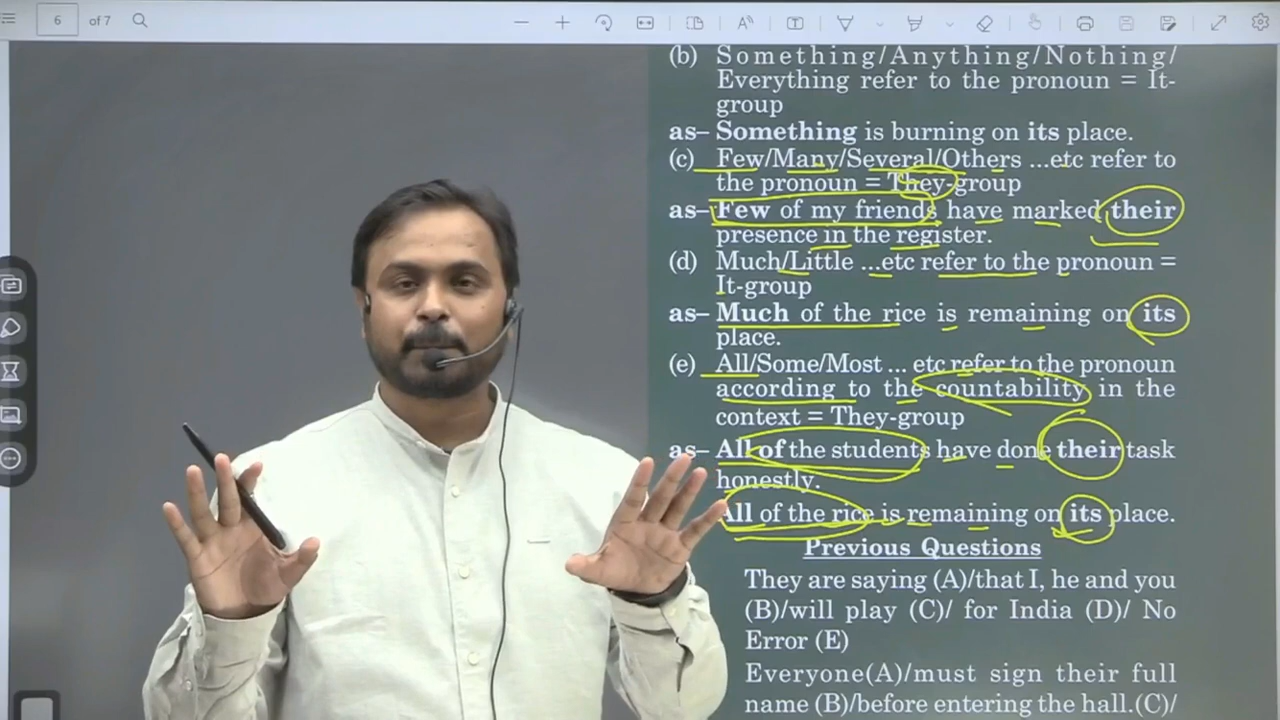 6 of 7
(b) Something/Anything/Nothing/
Everything refer to the pronoun = It-
group
as– Something is burning on its place.
(c) Few/Many/Several/Others ...etc refer to
the pronoun = They-group
as– Few of my friends have marked their
presence in the register.
(d) Much/Little ...etc refer to the pronoun =
It-group
as– Much of the rice is remaining on its
place.
(e) All/Some/Most ... etc refer to the pronoun
according to the countability in the
context = They-group
as– All of the students have done their task
honestly.
All of the rice is remaining on its place.
Previous Questions
They are saying (A)/that I, he and you
(B)/will play (C)/ for India (D)/ No
Error (E)
Everyone(A)/must sign their full
name (B)/before entering the hall.(C)/